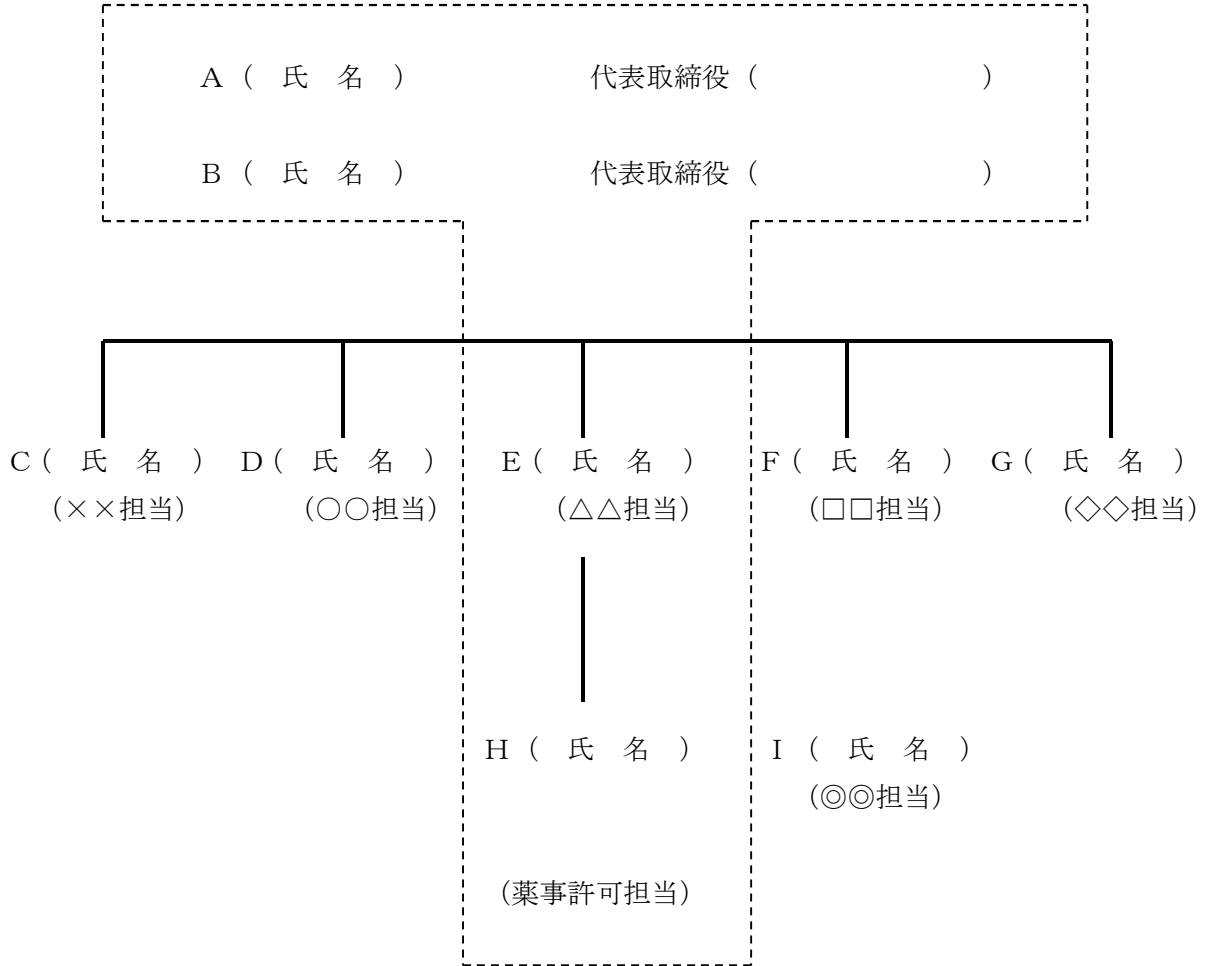 A ( 氏 名 ) 代表取締役 ( )
B ( 氏 名 ) 代表取締役 ( )
C ( 氏 名 ) D ( 氏 名 ) E ( 氏 名 ) F ( 氏 名 ) G ( 氏 名 )
(××担当) (○○担当) (△△担当) (□□担当) (◇◇担当)
H ( 氏 名 ) I ( 氏 名 )
(◎◎担当)
(薬事許可担当)